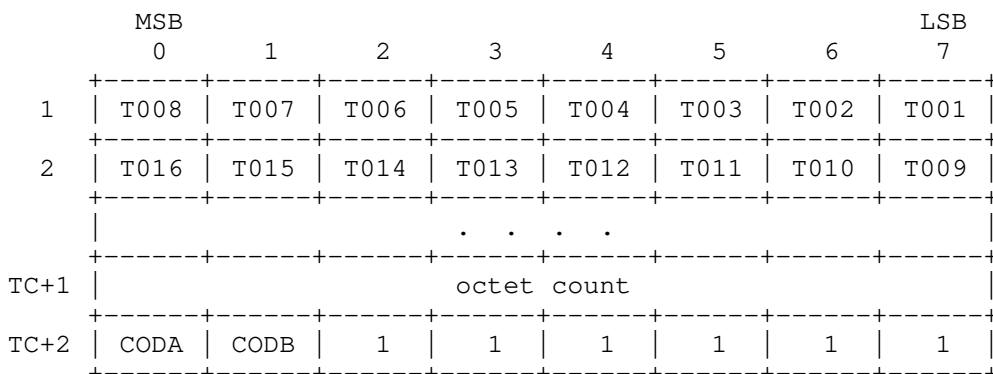 MSB LSB
0 1 2 3 4 5 6 7
+------+------+------+------+------+------+------+------+
1 | T008 | T007 | T006 | T005 | T004 | T003 | T002 | T001 |
+------+------+------+------+------+------+------+------+
2 | T016 | T015 | T014 | T013 | T012 | T011 | T010 | T009 |
+------+------+------+------+------+------+------+------+
| . . . . |
+------+------+------+------+------+------+------+------+
TC+1 | octet count |
+------+------+------+------+------+------+------+------+
TC+2 | CODA | CODB | 1 | 1 | 1 | 1 | 1 | 1 |
+------+------+------+------+------+------+------+------+